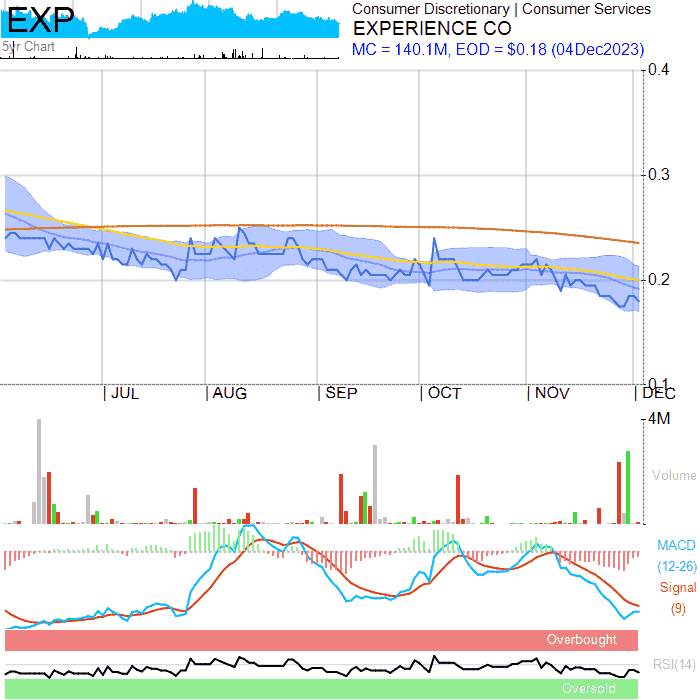 EXP
5yr Chart
Consumer Discretionary | Consumer Services
EXPERIENCE CO
MC = 140.1M, EOD = $0.18 (04Dec2023)
0.4
0.3
0.2
0.1
JUL AUG SEP OCT NOV DEC
4M
Volume
MACD
(12-26)
Signal
(9)
Overbought
RSI(14)
Oversold